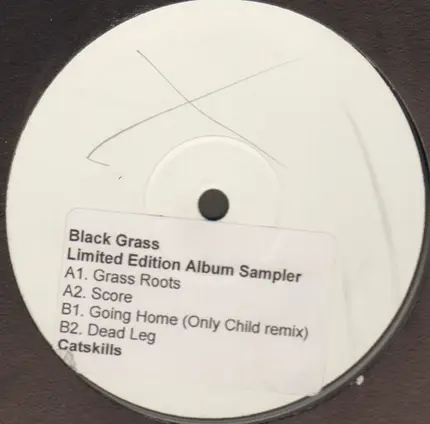 Black Grass
Limited Edition Album Sampler
A1. Grass Roots
A2. Score
B1. Going Home (Only Child remix)
B2. Dead Leg
Catskills